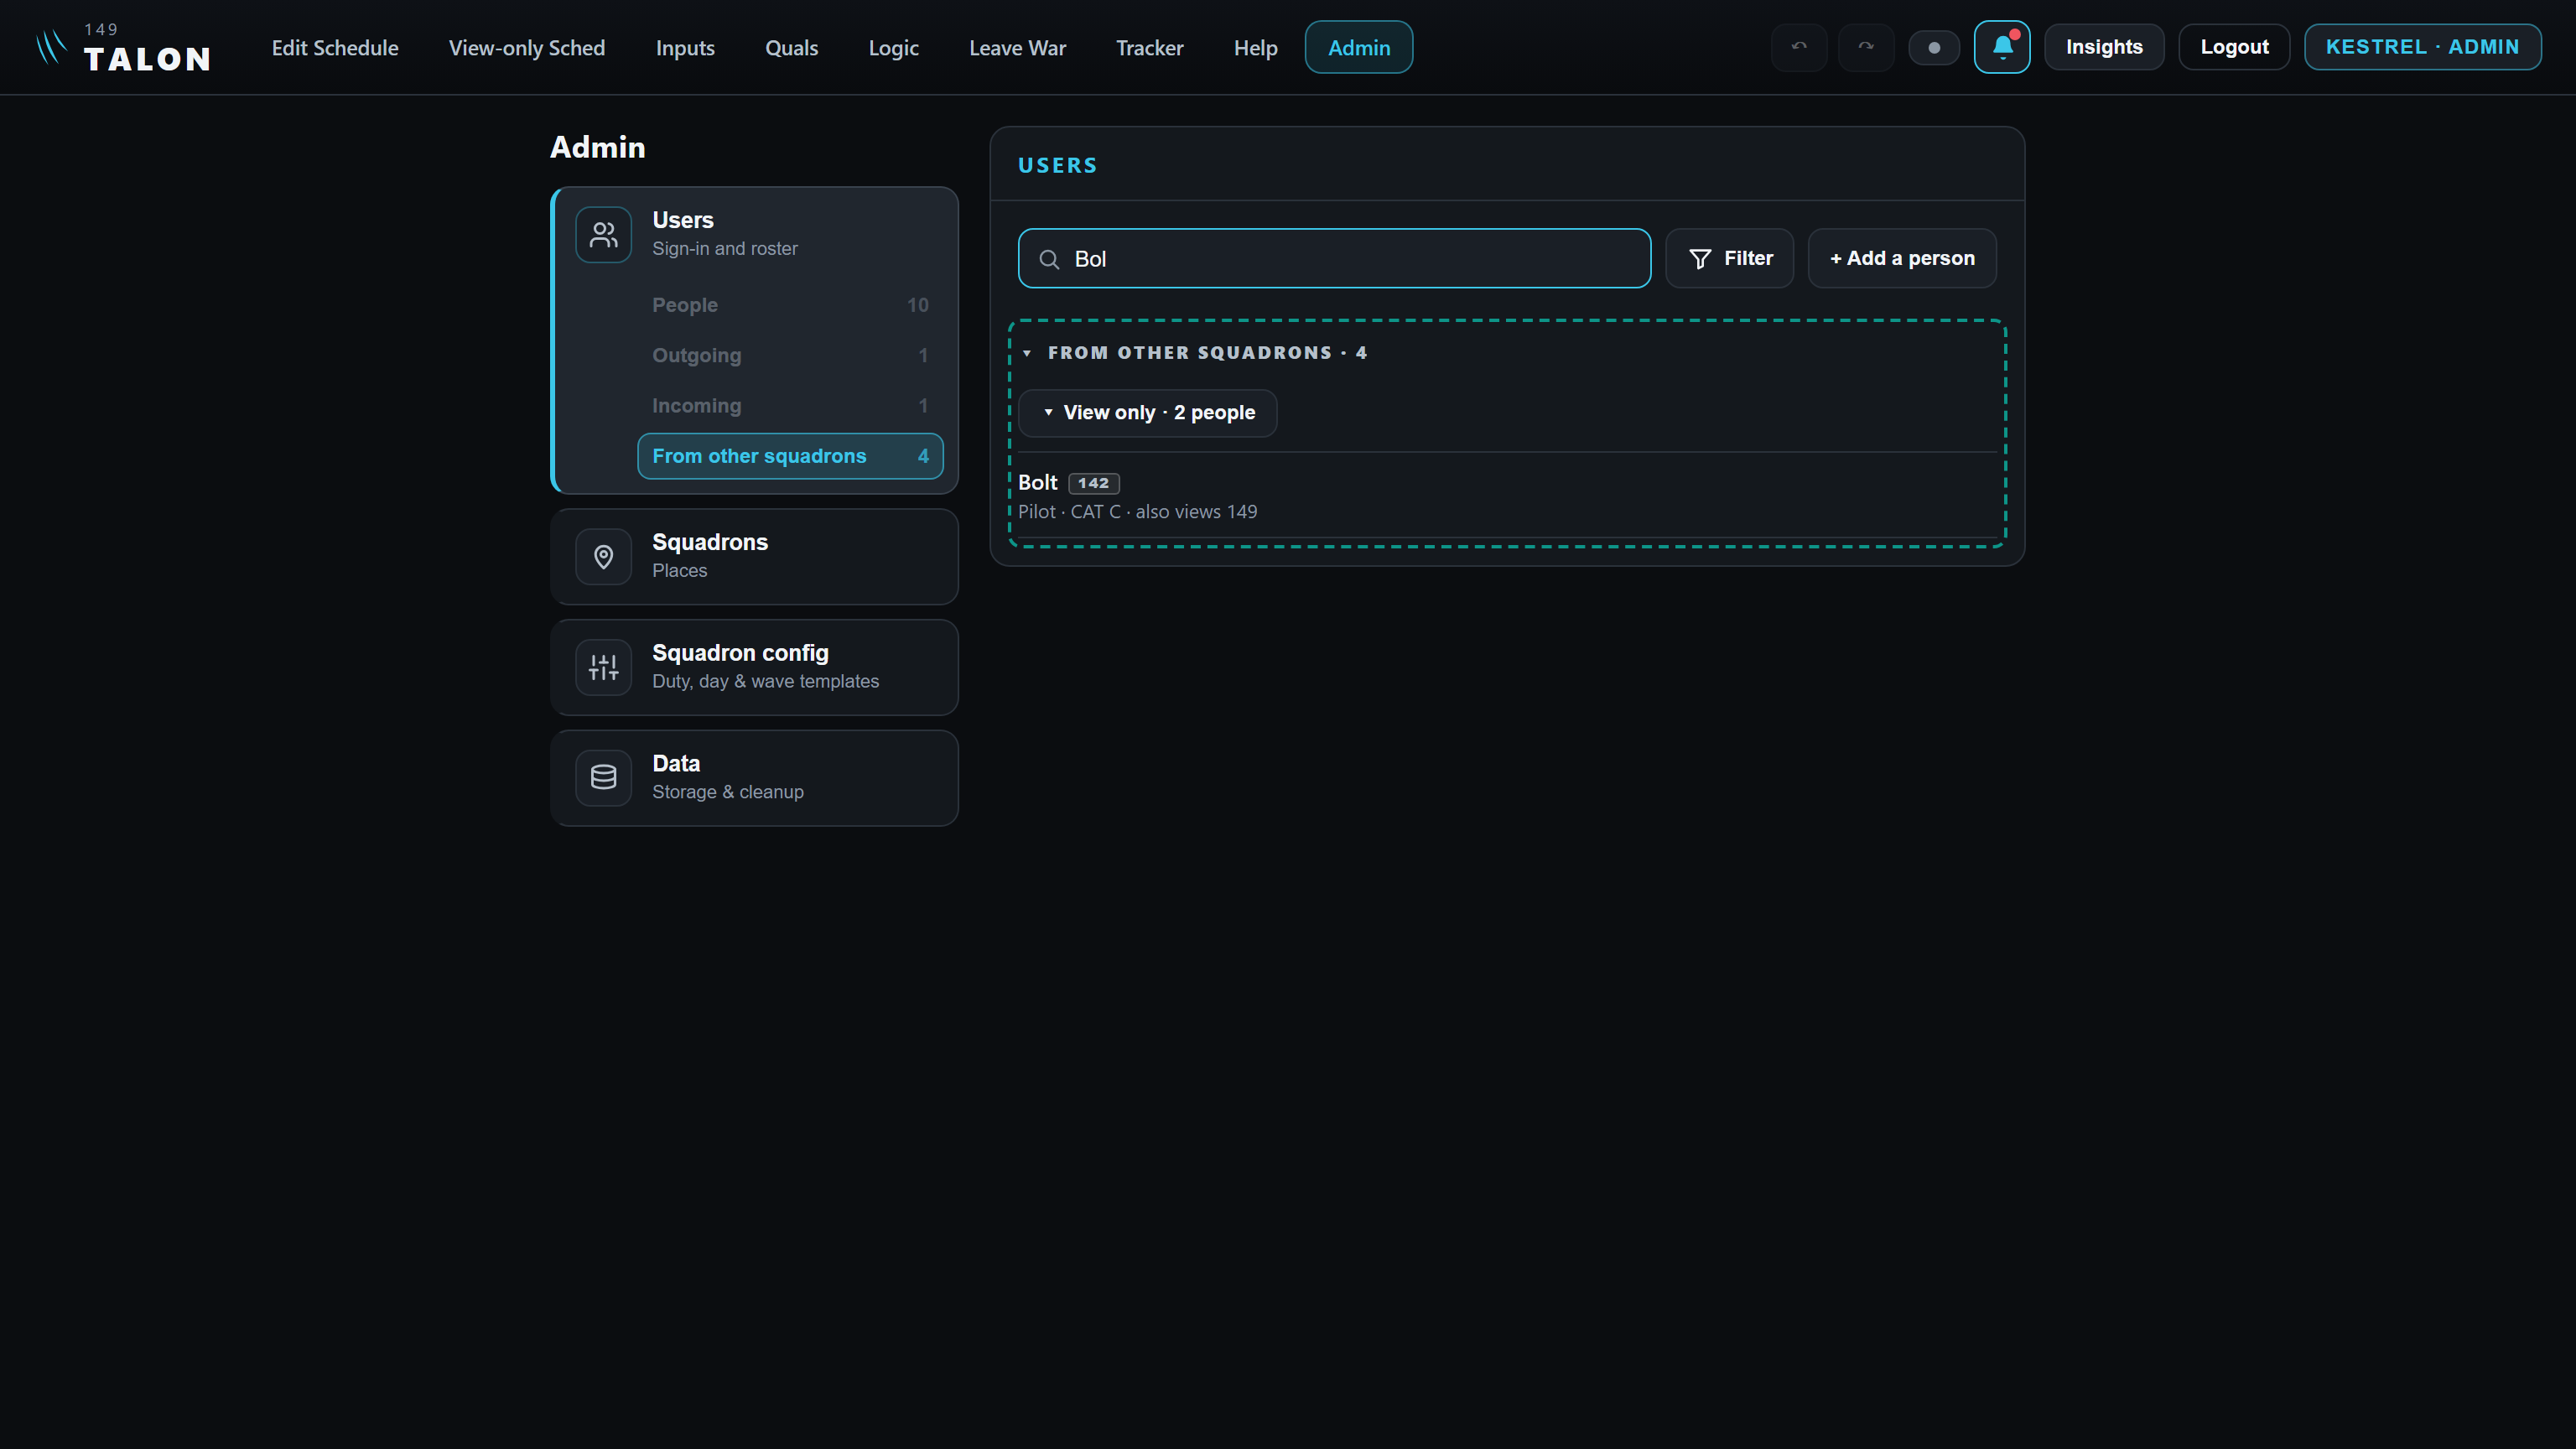 149
TALON
Edit Schedule
View-only Sched
Inputs
Quals
Logic
Leave War
Tracker
Help
Admin
Insights
Logout
KESTREL · ADMIN
Admin
Users
Sign-in and roster
People 10
Outgoing 1
Incoming 1
From other squadrons 4
Squadrons
Places
Squadron config
Duty, day & wave templates
Data
Storage & cleanup
USERS
Bol
Filter
+ Add a person
FROM OTHER SQUADRONS · 4
View only · 2 people
Bolt 142
Pilot · CAT C · also views 149